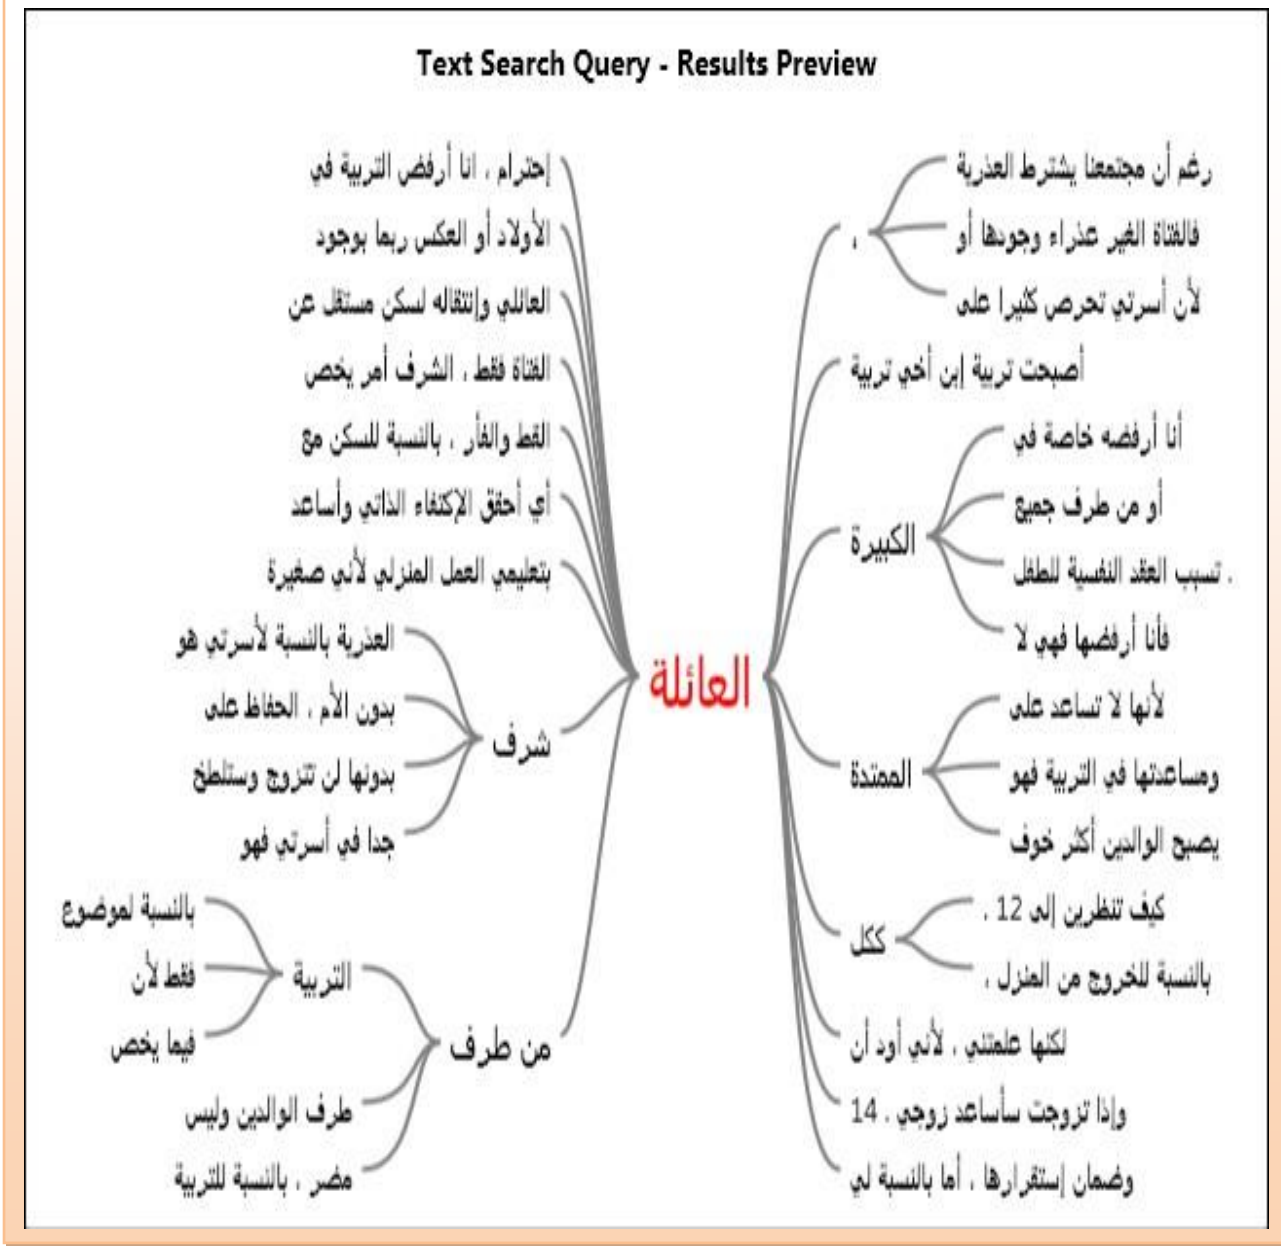 Text Search Query - Results Preview
رغم أن مجتمعنا يشترط العذرية
فالفتاة الغير عذراء وجودها أو
لأن أسرتي تحرص كثيرا على
،
أصبحت تربية إبن أخي تربية
أنا أرفضه خاصة في
أو من طرف جميع
. تسبب العقد النفسية للطفل
فأنا أرفضها فهي لا
الكبيرة
لأنها لا تساعد على
ومساعدتها في التربية فهو
يصبح الوالدين أكثر خوف
الممتدة
كيف تنظرين إلى 12 .
بالنسبة للخروج من المنزل ،
ككل
لكنها علمتني ، لأني أود أن
وإذا تزوجت سأساعد زوجي . 14
وضمان إستقرارها ، أما بالنسبة لي
العائلة
إحترام ، انا أرفض التربية في
الأولاد أو العكس ربما بوجود
العائلي وإنتقاله لسكن مستقل عن
الفتاة فقط ، الشرف أمر يخص
القط والفأر ، بالنسبة للسكن مع
أي أحقق الإكتفاء الذاتي وأساعد
بتعليمي العمل المنزلي لأني صغيرة
شرف
العذرية بالنسبة لأسرتي هو
بدون الأم ، الحفاظ على
بدونها لن تتزوج وستلطخ
جدا في أسرتي فهو
من طرف
التربية
بالنسبة لموضوع
فقط لأن
فيما يخص
طرف الوالدين وليس
مضر ، بالنسبة للتربية